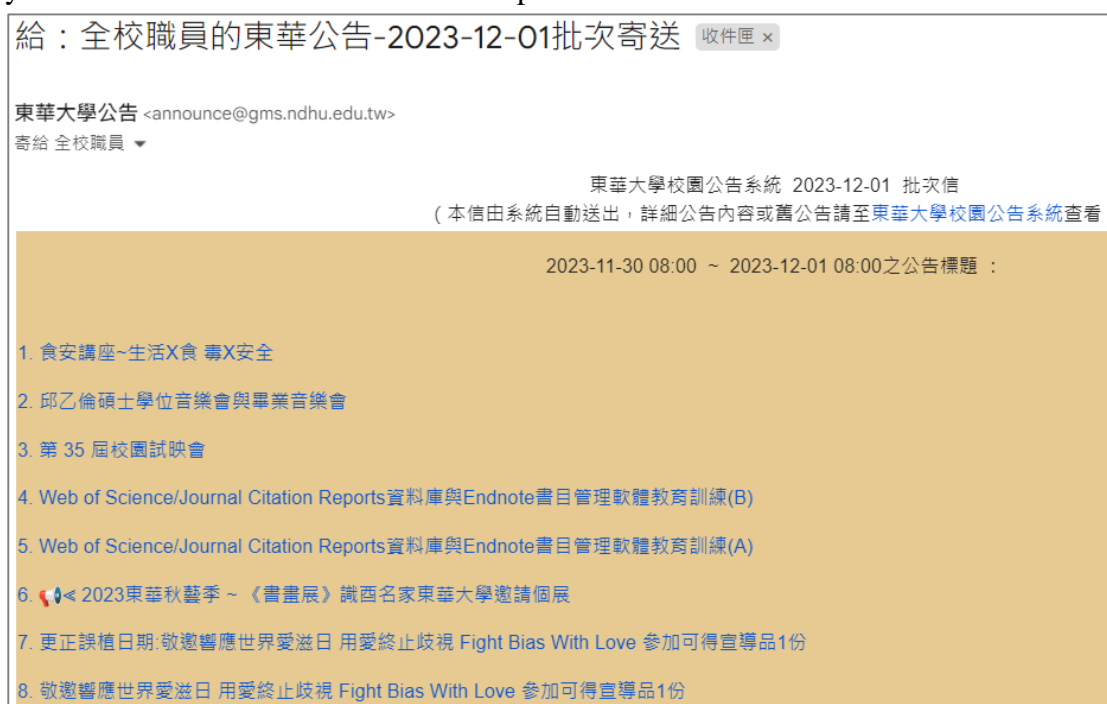 給：全校職員的東華公告-2023-12-01批次寄送 收件匣 ×
東華大學公告 <announce@gms.ndhu.edu.tw>
寄給 全校職員
東華大學校園公告系統 2023-12-01 批次信
(本信由系統自動送出，詳細公告內容或舊公告請至東華大學校園公告系統查看
2023-11-30 08:00 ~ 2023-12-01 08:00之公告標題 ：
1. 食安講座~生活X食 毒X安全
2. 邱乙倫碩士學位音樂會與畢業音樂會
3. 第 35 屆校園試映會
4. Web of Science/Journal Citation Reports資料庫與Endnote書目管理軟體教育訓練(B)
5. Web of Science/Journal Citation Reports資料庫與Endnote書目管理軟體教育訓練(A)
6. 📢⋞ 2023東華秋藝季 ~ 《書畫展》識酉名家東華大學邀請個展
7. 更正誤植日期:敬邀響應世界愛滋日 用愛終止歧視 Fight Bias With Love 參加可得宣導品1份
8. 敬邀響應世界愛滋日 用愛終止歧視 Fight Bias With Love 參加可得宣導品1份